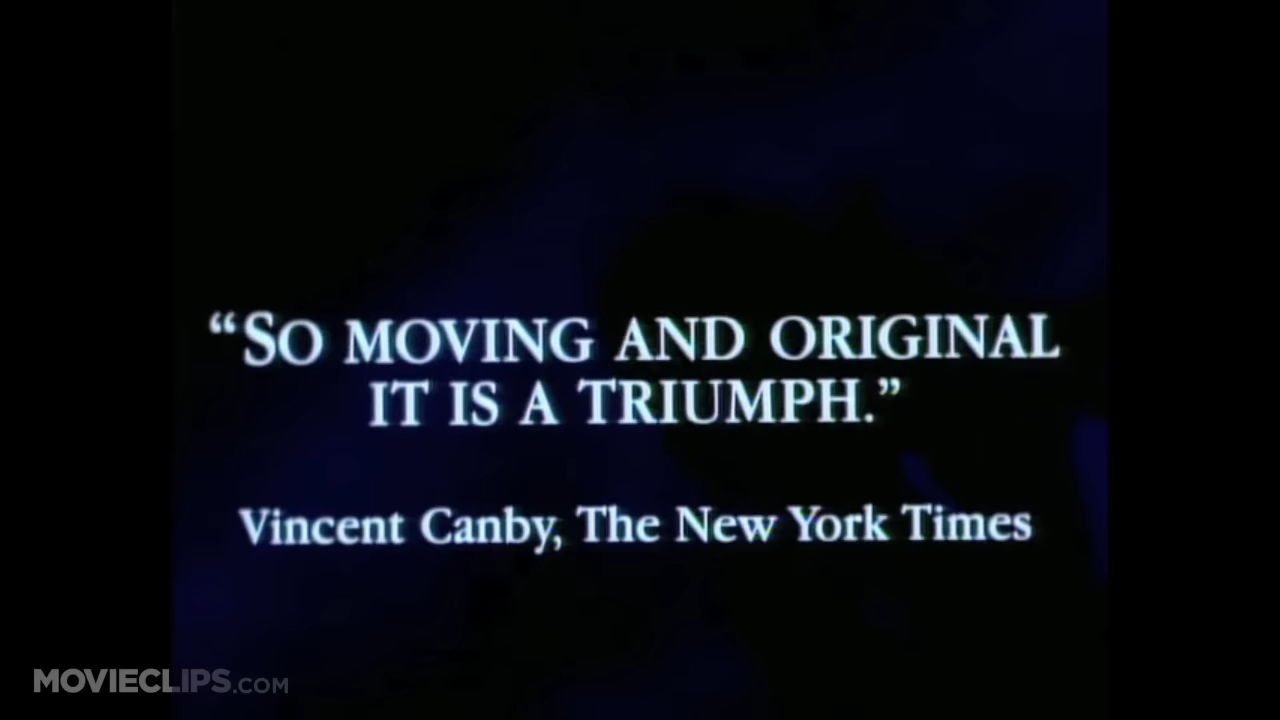 “SO MOVING AND ORIGINAL
IT IS A TRIUMPH.”
Vincent Canby, The New York Times
MOVIECLIPS.COM